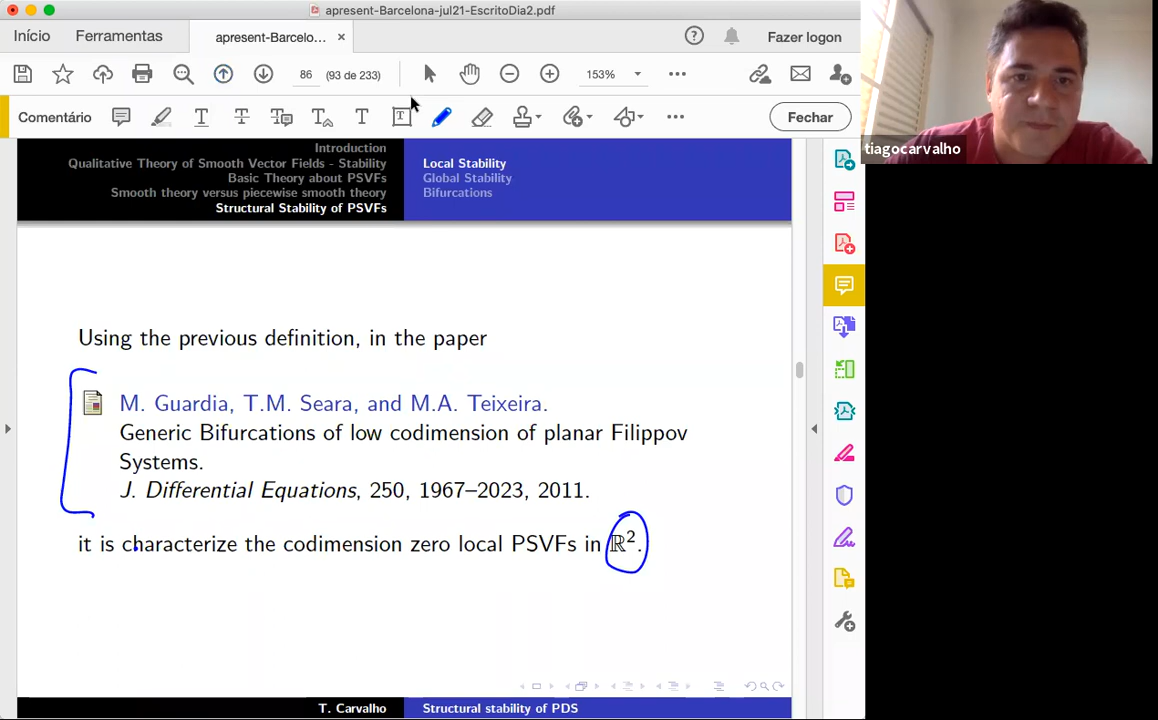 apresent-Barcelona-jul21-EscritoDia2.pdf
Início Ferramentas apresent-Barcelo... × Fazer logon
86 (93 de 233) 153%
Comentário Fechar
tiagocarvalho
Introduction
Qualitative Theory of Smooth Vector Fields - Stability
Basic Theory about PSVFs
Smooth theory versus piecewise smooth theory
Structural Stability of PSVFs
Local Stability
Global Stability
Bifurcations
Using the previous definition, in the paper
M. Guardia, T.M. Seara, and M.A. Teixeira.
Generic Bifurcations of low codimension of planar Filippov
Systems.
J. Differential Equations, 250, 1967–2023, 2011.
it is characterize the codimension zero local PSVFs in ℝ².
T. Carvalho Structural stability of PDS